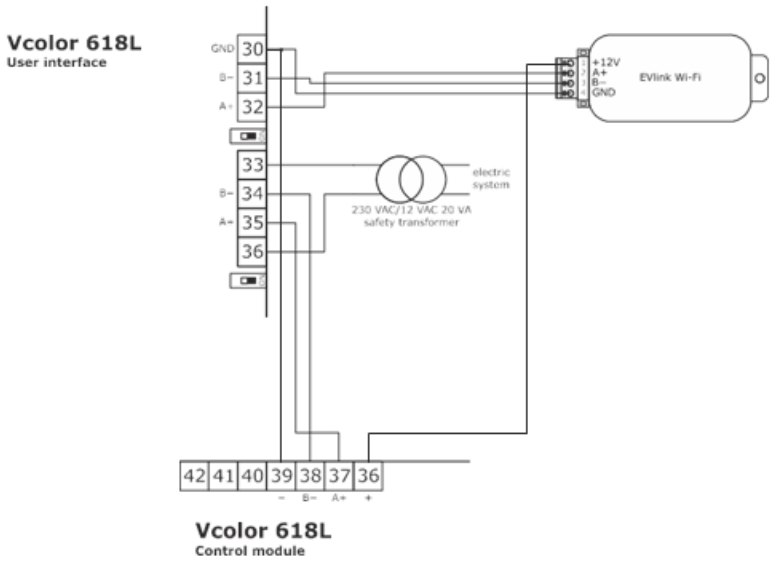 Vcolor 618L
User interface
GND 30
B− 31
A+ 32
33
B− 34
A+ 35
36
+12V
A+
B−
GND
1
2
3
4
EVlink Wi-Fi
electric
system
230 VAC/12 VAC 20 VA
safety transformer
42 41 40 39 38 37 36
− B− A+ +
Vcolor 618L
Control module